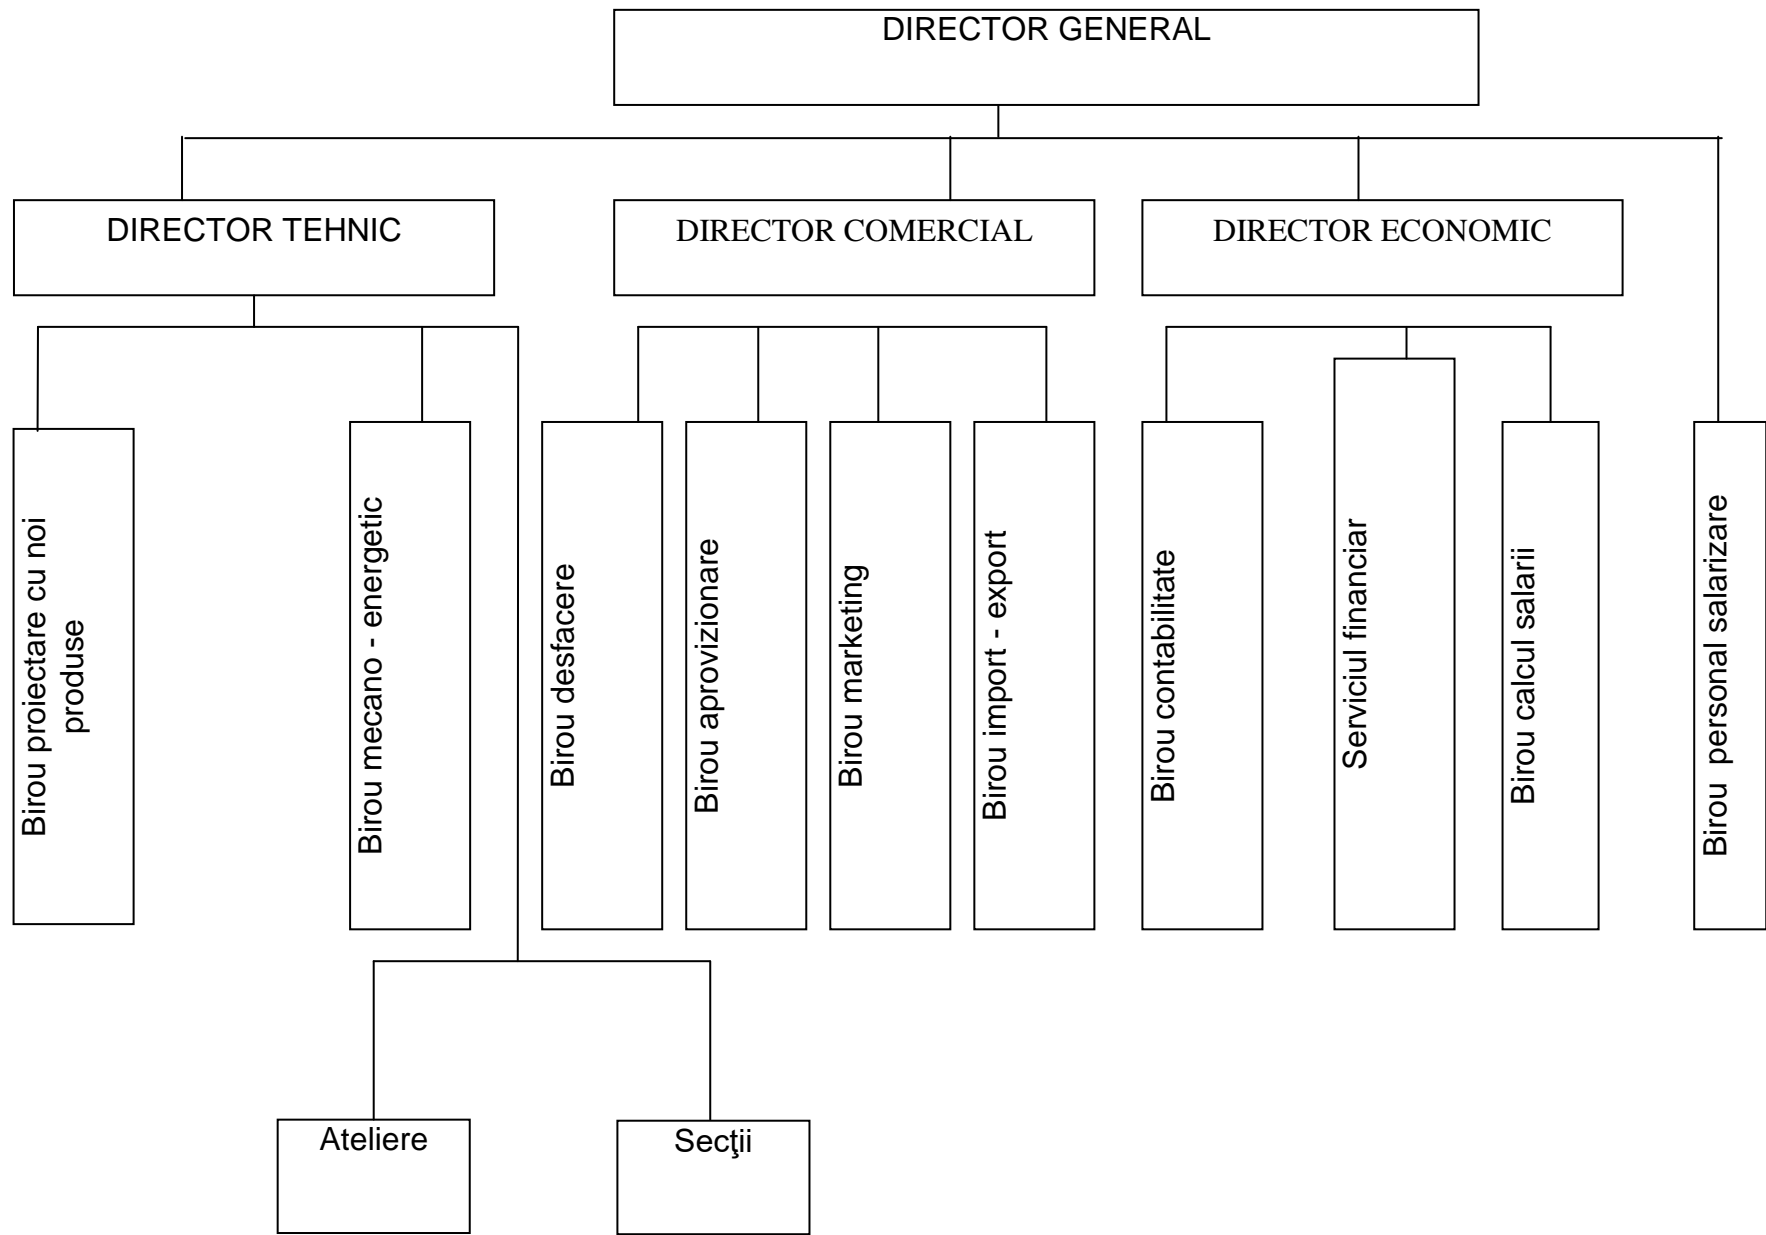 DIRECTOR GENERAL
DIRECTOR TEHNIC
DIRECTOR COMERCIAL
DIRECTOR ECONOMIC
Birou proiectare cu noi
produse
Birou mecano - energetic
Birou desfacere
Birou aprovizionare
Birou marketing
Birou import - export
Birou contabilitate
Serviciul financiar
Birou calcul salarii
Birou personal salarizare
Ateliere
Secţii